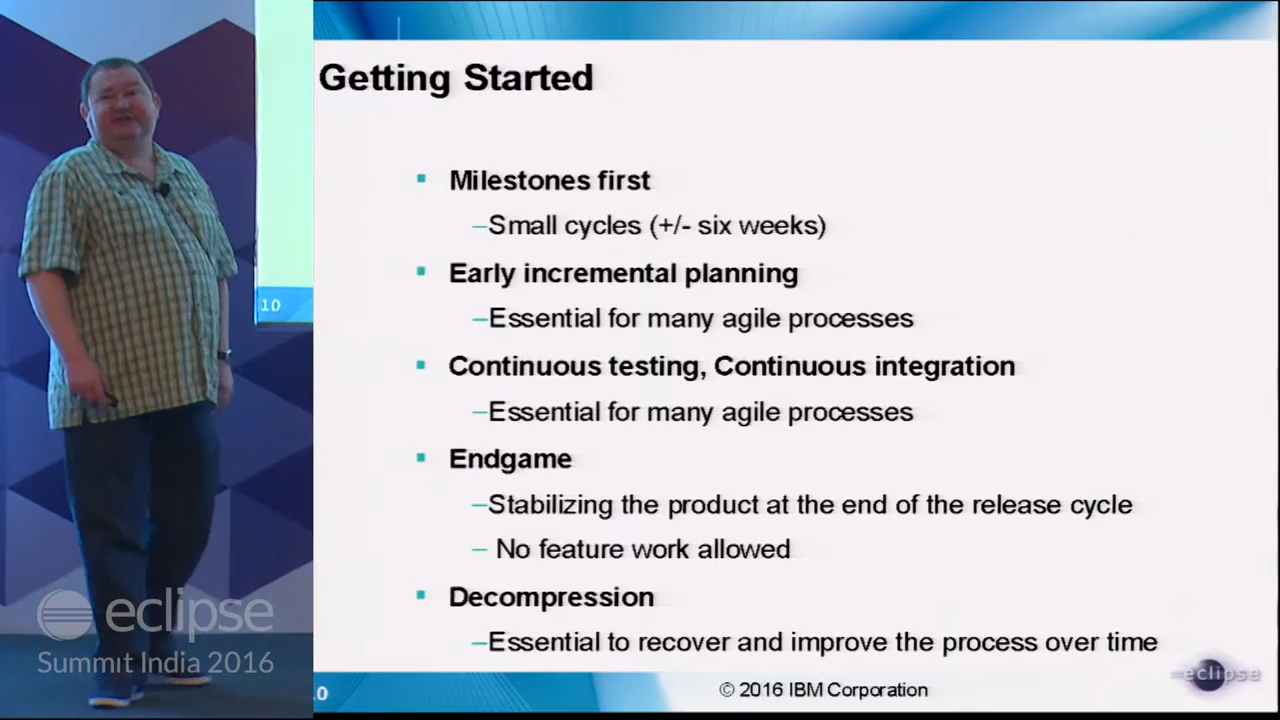 Getting Started
▪ Milestones first
–Small cycles (+/- six weeks)
▪ Early incremental planning
–Essential for many agile processes
▪ Continuous testing, Continuous integration
–Essential for many agile processes
▪ Endgame
–Stabilizing the product at the end of the release cycle
– No feature work allowed
▪ Decompression
–Essential to recover and improve the process over time
© 2016 IBM Corporation
eclipse
10
.0
eclipse
Summit India 2016